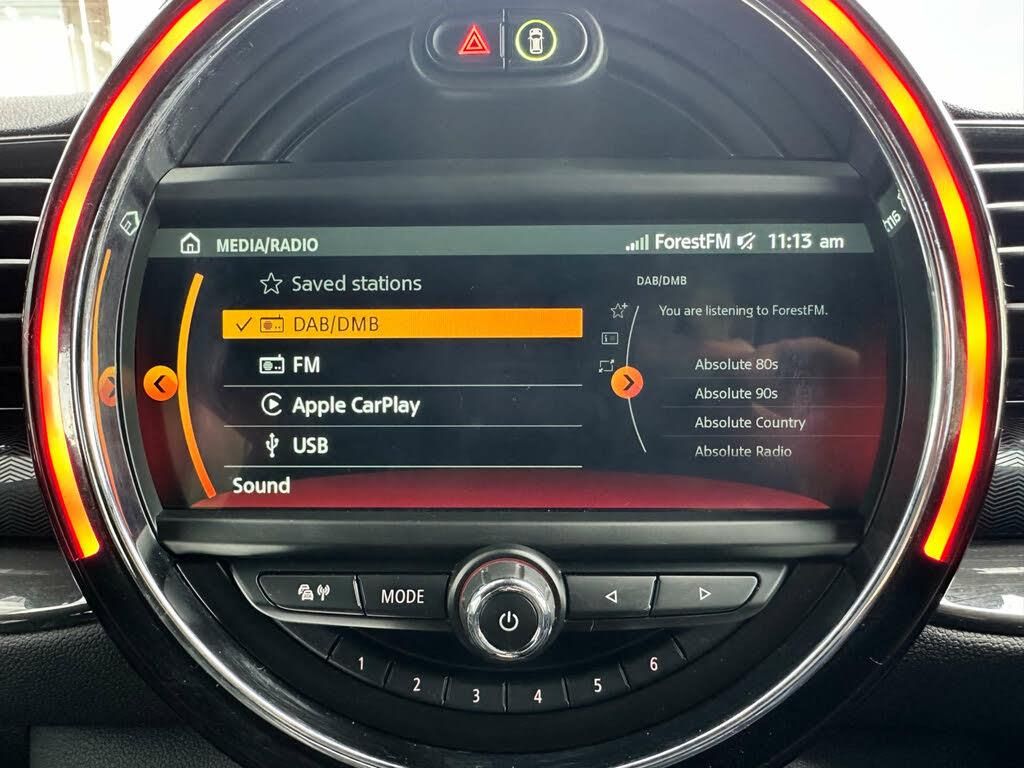 MEDIA/RADIO
ForestFM 11:13 am
Saved stations
DAB/DMB
FM
Apple CarPlay
USB
Sound
DAB/DMB
You are listening to ForestFM.
Absolute 80s
Absolute 90s
Absolute Country
Absolute Radio
MODE
1 2 3 4 5 6